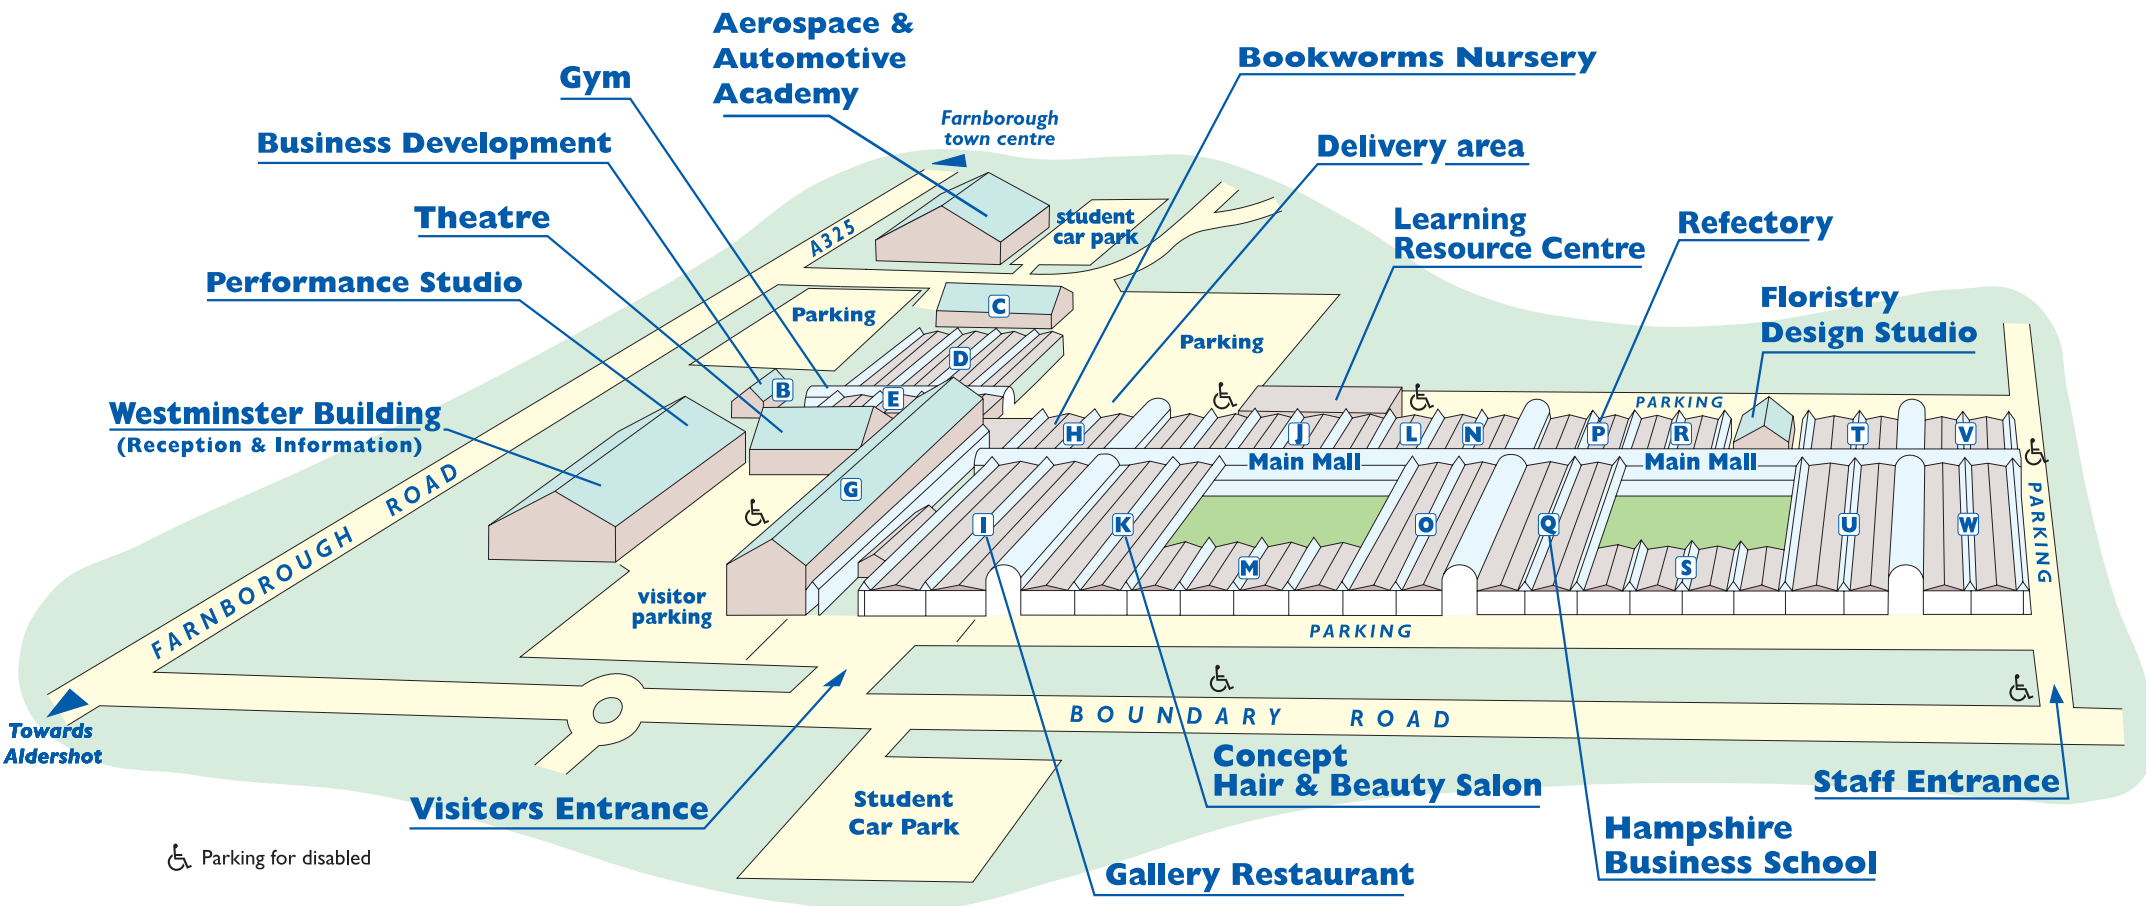 Aerospace &
Automotive
Academy
Bookworms Nursery
Gym
Farnborough
town centre
Business Development
Delivery area
Theatre
student
car park
Learning
Resource Centre
Refectory
A325
Performance Studio
Floristry
Design Studio
C
Parking
Parking
D
B
E
PARKING
Westminster Building
(Reception & Information)
H
J
L
N
P
R
T
V
Main Mall
Main Mall
G
I
K
O
Q
U
W
M
S
PARKING
FARNBOROUGH ROAD
visitor
parking
PARKING
BOUNDARY ROAD
Towards
Aldershot
Concept
Hair & Beauty Salon
Staff Entrance
Visitors Entrance
Student
Car Park
Hampshire
Business School
Parking for disabled
Gallery Restaurant